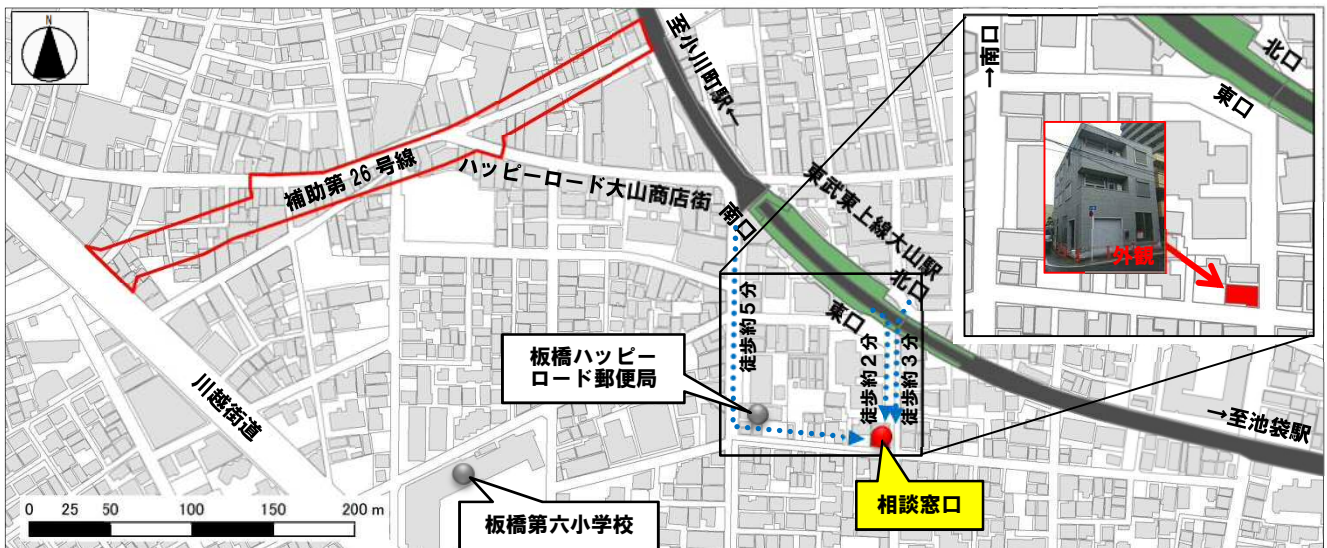 N
至小川町駅←
補助第26号線
ハッピーロード大山商店街
南口
東武東上線大山駅
北口
東口
徒歩約5分
徒歩約2分
徒歩約3分
板橋ハッピー
ロード郵便局
川越街道
板橋第六小学校
相談窓口
→至池袋駅
0 25 50 100 150 200 m
→南口
北口
東口
外観